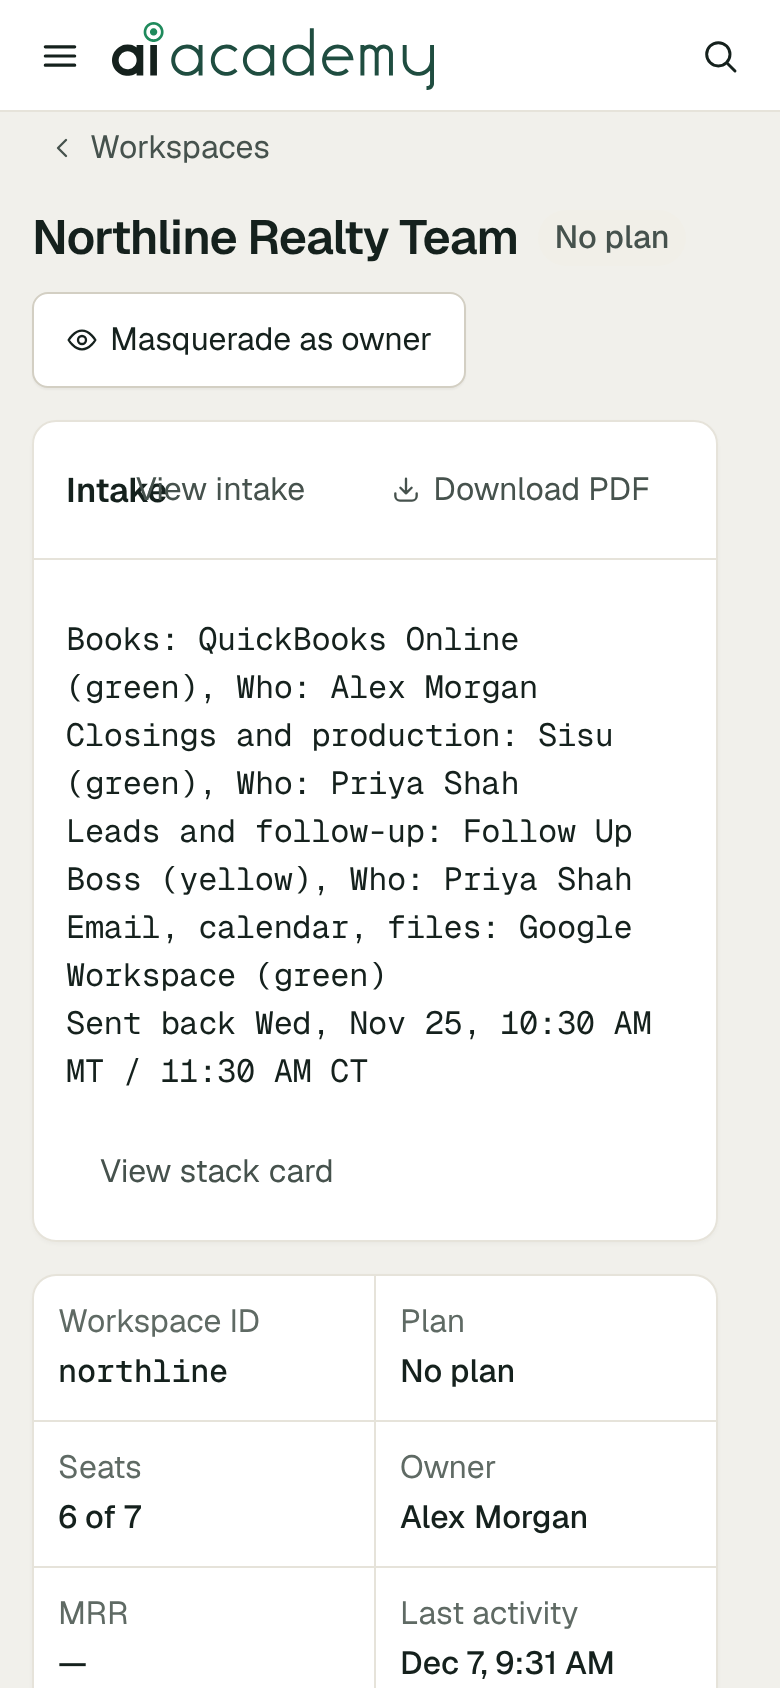 ai academy
Workspaces
Northline Realty Team No plan
Masquerade as owner
Intake View intake Download PDF
Books: QuickBooks Online
(green), Who: Alex Morgan
Closings and production: Sisu
(green), Who: Priya Shah
Leads and follow-up: Follow Up
Boss (yellow), Who: Priya Shah
Email, calendar, files: Google
Workspace (green)
Sent back Wed, Nov 25, 10:30 AM
MT / 11:30 AM CT
View stack card
Workspace ID Plan
northline No plan
Seats Owner
6 of 7 Alex Morgan
MRR Last activity
— Dec 7, 9:31 AM